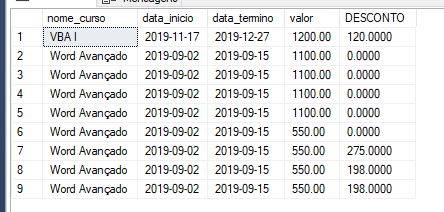 Mensagens
nome_curso data_inicio data_termino valor DESCONTO
1 VBA I 2019-11-17 2019-12-27 1200.00 120.0000
2 Word Avançado 2019-09-02 2019-09-15 1100.00 0.0000
3 Word Avançado 2019-09-02 2019-09-15 1100.00 0.0000
4 Word Avançado 2019-09-02 2019-09-15 1100.00 0.0000
5 Word Avançado 2019-09-02 2019-09-15 1100.00 0.0000
6 Word Avançado 2019-09-02 2019-09-15 550.00 0.0000
7 Word Avançado 2019-09-02 2019-09-15 550.00 275.0000
8 Word Avançado 2019-09-02 2019-09-15 550.00 198.0000
9 Word Avançado 2019-09-02 2019-09-15 550.00 198.0000